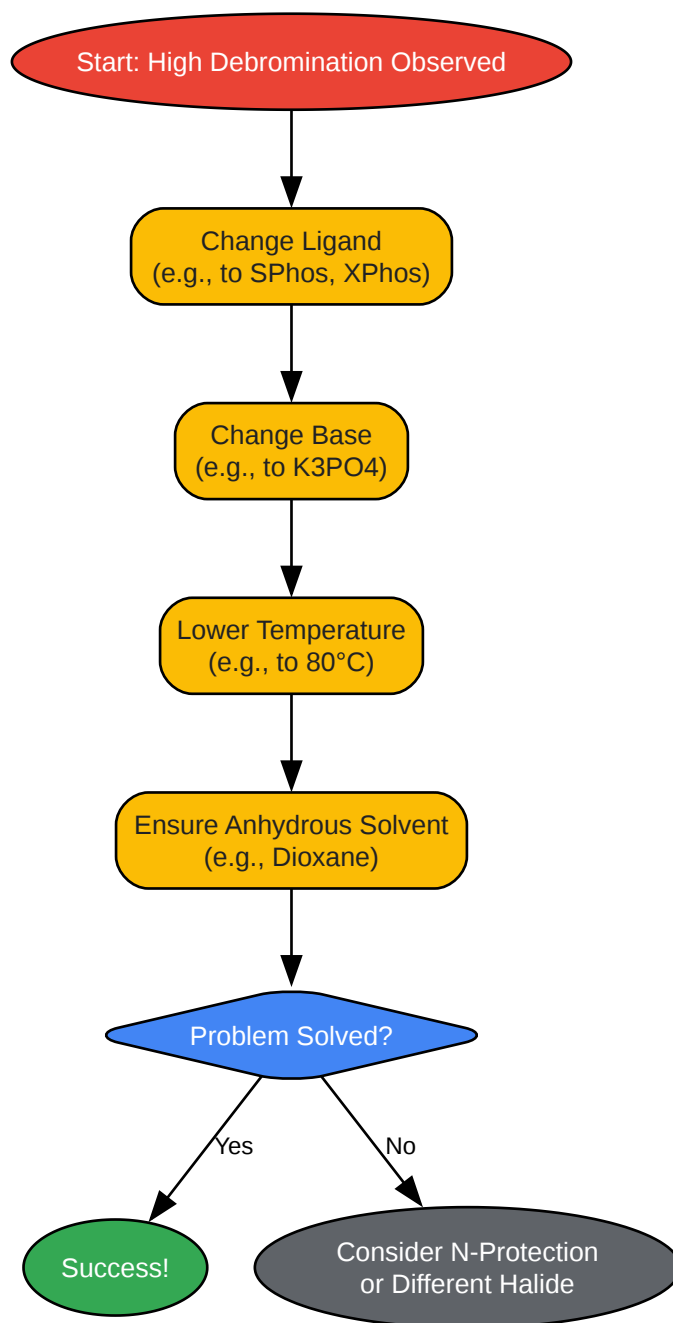 Start: High Debromination Observed
Change Ligand
(e.g., to SPhos, XPhos)
Change Base
(e.g., to K3PO4)
Lower Temperature
(e.g., to 80°C)
Ensure Anhydrous Solvent
(e.g., Dioxane)
Problem Solved?
Yes
No
Success!
Consider N-Protection
or Different Halide